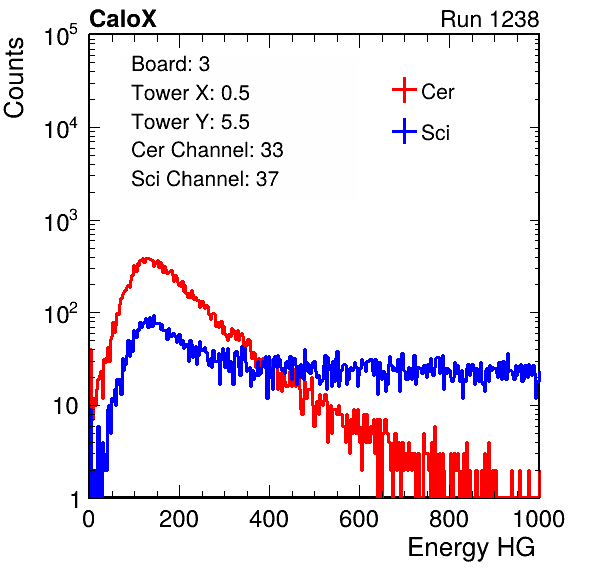 CaloX Run 1238
Counts
10^5
10^4
10^3
10^2
10
1
Board: 3
Tower X: 0.5
Tower Y: 5.5
Cer Channel: 33
Sci Channel: 37
Cer
Sci
0 200 400 600 800 1000
Energy HG